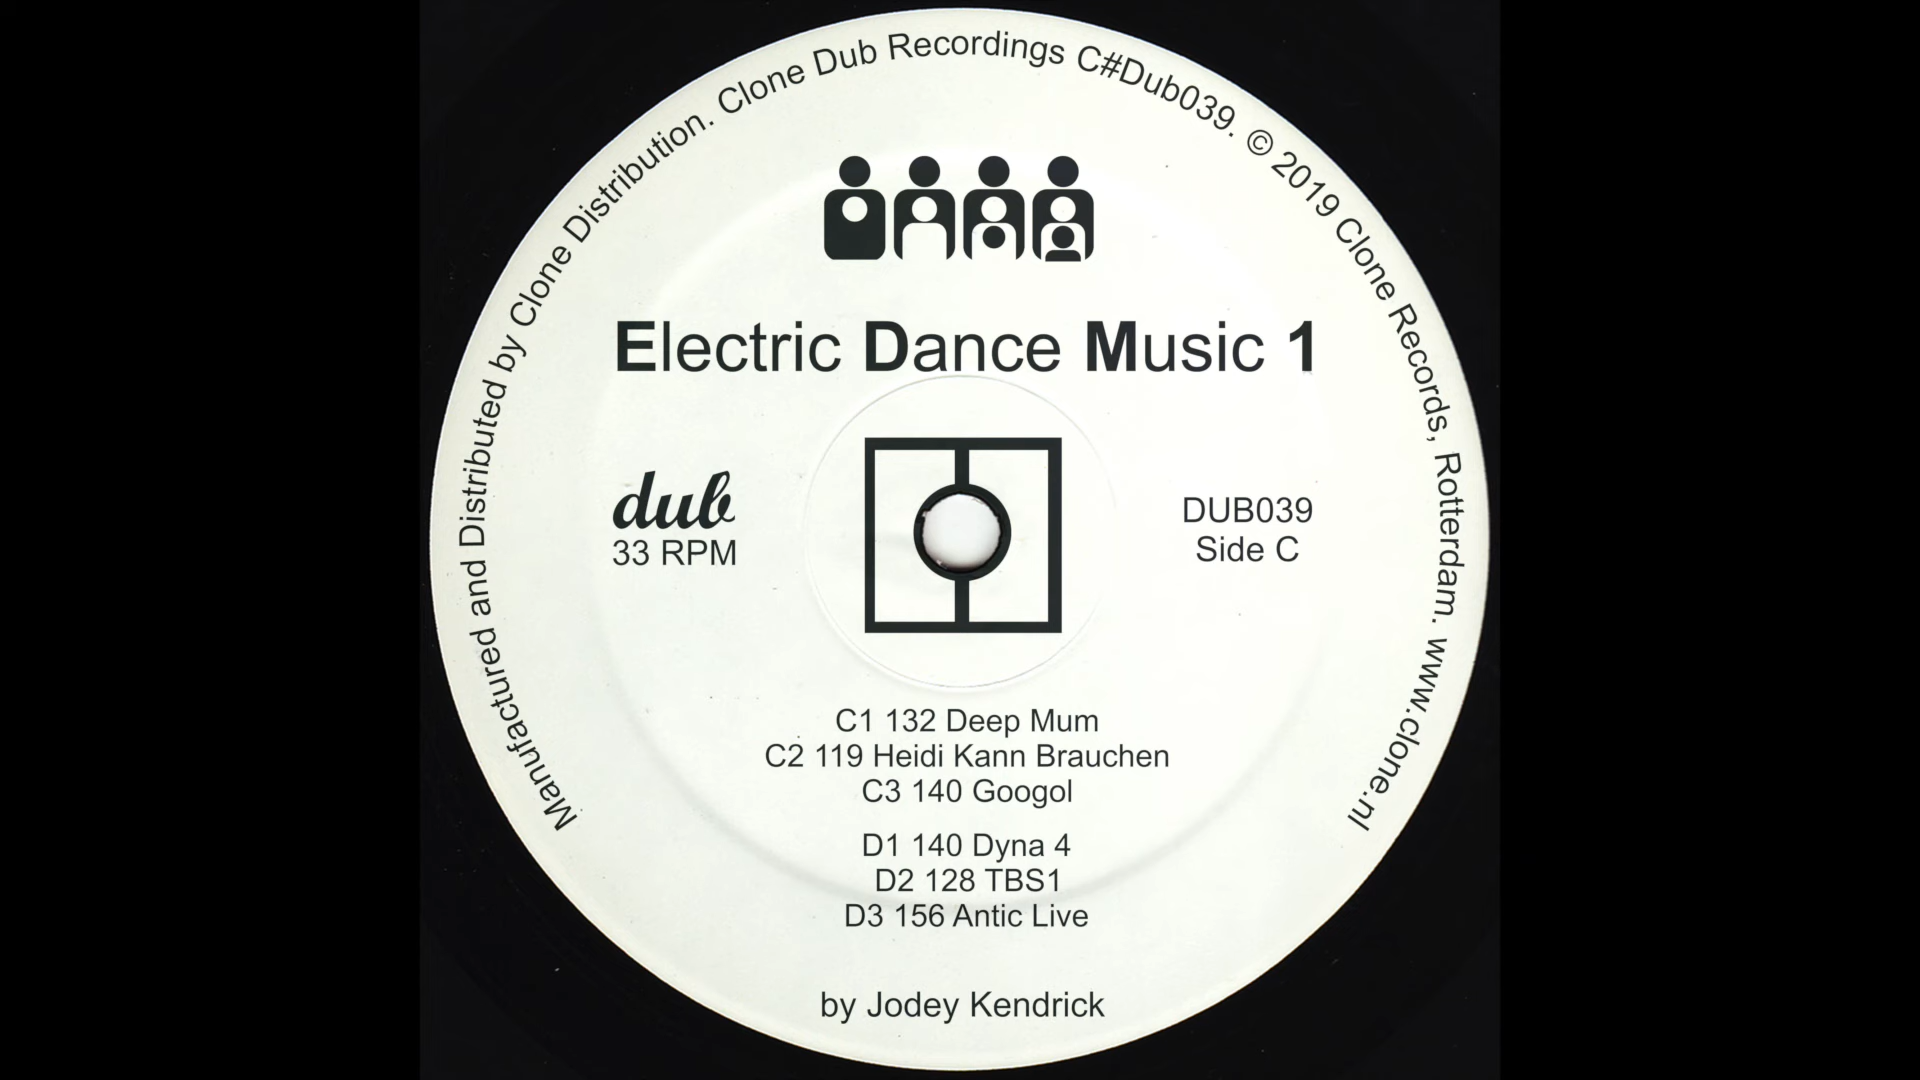 Manufactured and Distributed by Clone Distribution. Clone Dub Recordings C#Dub039. © 2019 Clone Records, Rotterdam. www.clone.nl
Electric Dance Music 1
dub
33 RPM
DUB039
Side C
C1 132 Deep Mum
C2 119 Heidi Kann Brauchen
C3 140 Googol
D1 140 Dyna 4
D2 128 TBS1
D3 156 Antic Live
by Jodey Kendrick